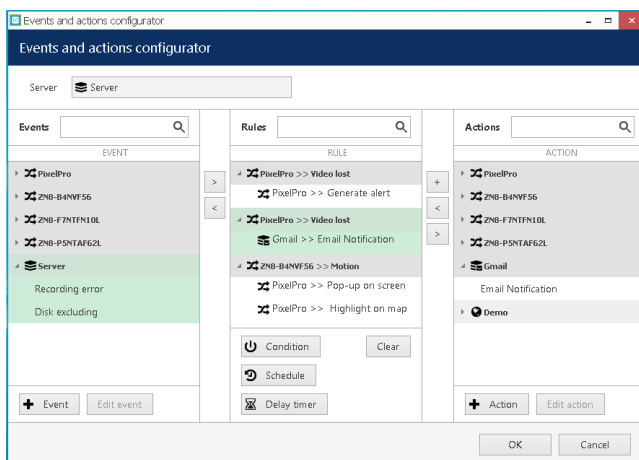 Events and actions configurator
Events and actions configurator
Server Server
Events Rules Actions
EVENT RULE ACTION
PixelPro
ZN8-B4NVF56
ZN8-F7NTFN10L
ZN8-P5NTAF62L
Server
Recording error
Disk excluding
+ Event Edit event
>
<
PixelPro >> Video lost
PixelPro >> Generate alert
PixelPro >> Video lost
Gmail >> Email Notification
ZN8-B4NVF56 >> Motion
PixelPro >> Pop-up on screen
PixelPro >> Highlight on map
Condition Clear
Schedule
Delay timer
+
<
>
PixelPro
ZN8-B4NVF56
ZN8-F7NTFN10L
ZN8-P5NTAF62L
Gmail
Email Notification
Demo
+ Action Edit action
OK Cancel